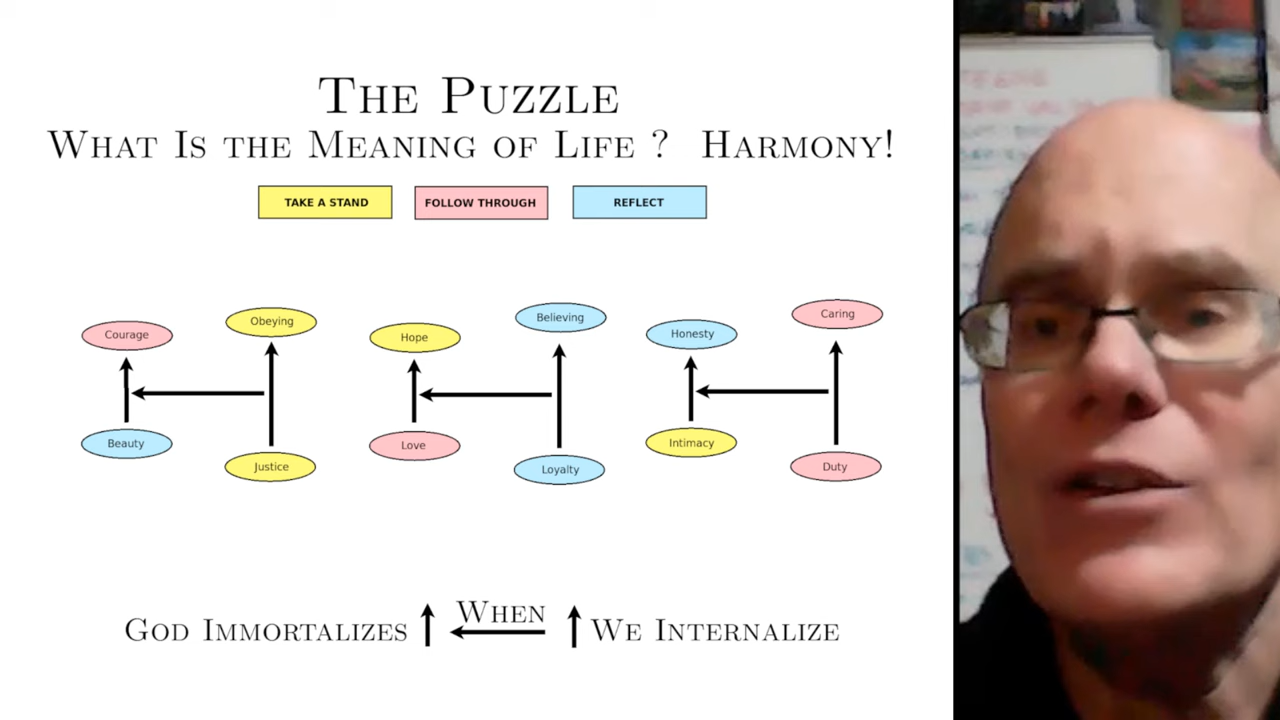 The Puzzle
What Is the Meaning of Life ? Harmony!
TAKE A STAND FOLLOW THROUGH REFLECT
Courage Obeying Hope Believing Honesty Caring
Beauty Justice Love Loyalty Intimacy Duty
God Immortalizes When We Internalize